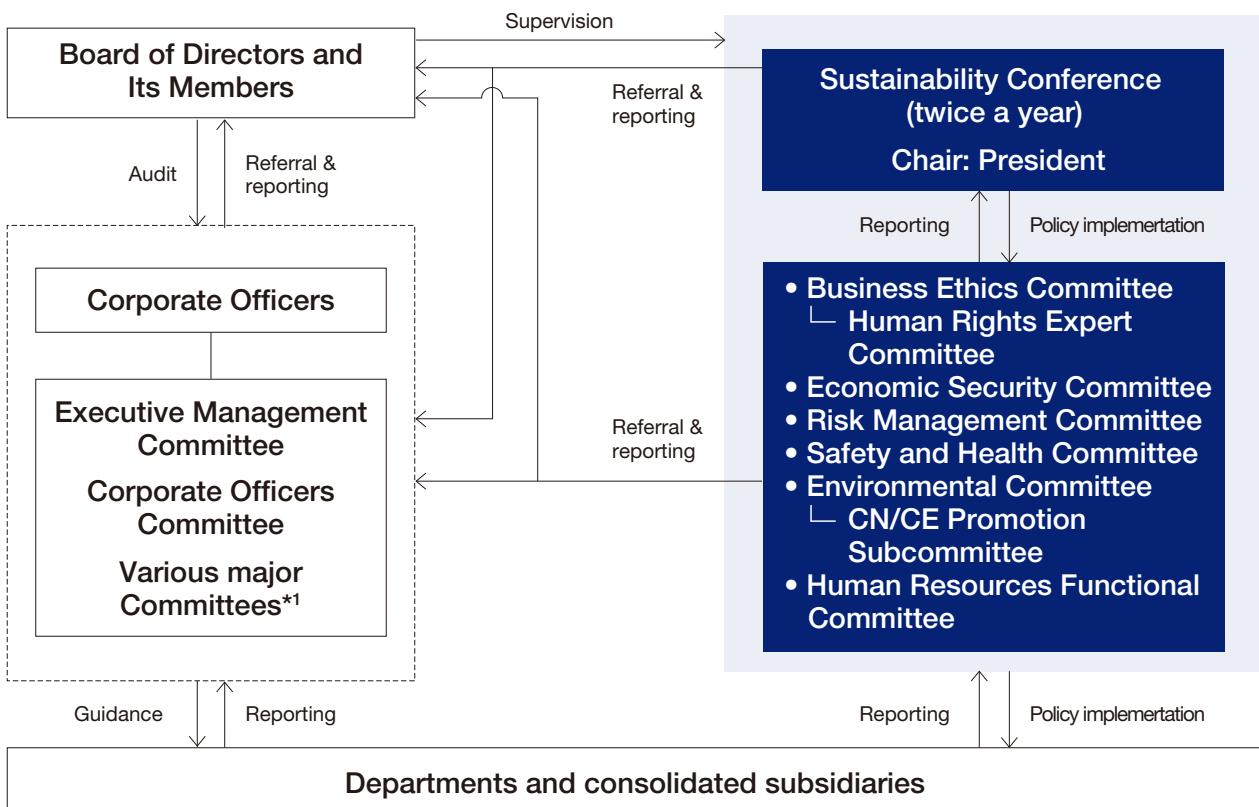 Supervision
Board of Directors and
Its Members
Referral &
reporting
Sustainability Conference
(twice a year)
Chair: President
Audit
Referral &
reporting
Reporting
Policy implemertation
Corporate Officers
Executive Management
Committee
Corporate Officers
Committee
Various major
Committees*1
Referral &
reporting
• Business Ethics Committee
Human Rights Expert
Committee
• Economic Security Committee
• Risk Management Committee
• Safety and Health Committee
• Environmental Committee
CN/CE Promotion
Subcommittee
• Human Resources Functional
Committee
Guidance
Reporting
Reporting
Policy implemertation
Departments and consolidated subsidiaries